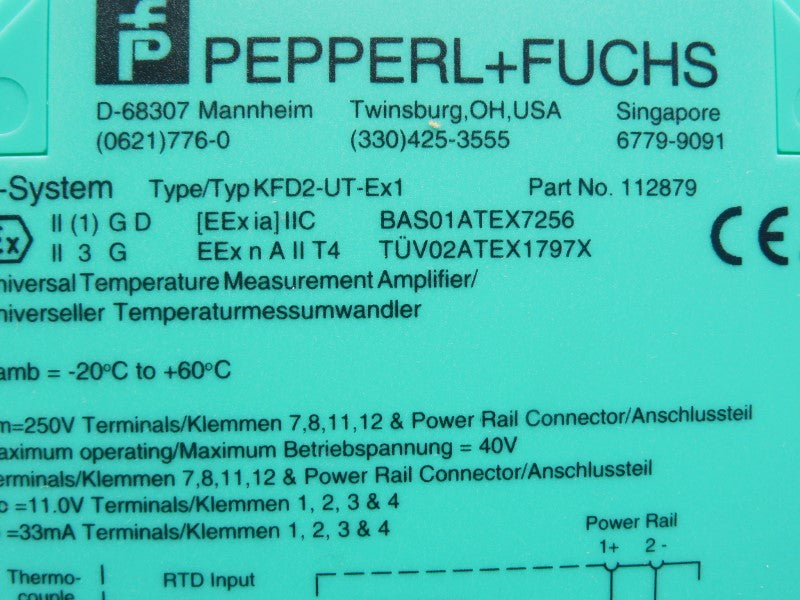 PEPPERL+FUCHS
D-68307 Mannheim Twinsburg,OH,USA Singapore
(0621)776-0 (330)425-3555 6779-9091
-System Type/Typ KFD2-UT-Ex1 Part No. 112879
Ex II (1) G D [EEx ia] IIC BAS01ATEX7256 CE
II 3 G EEx n A II T4 TÜV02ATEX1797X
niversal Temperature Measurement Amplifier/
niverseller Temperaturmessumwandler
amb = -20°C to +60°C
m=250V Terminals/Klemmen 7,8,11,12 & Power Rail Connector/Anschlussteil
aximum operating/Maximum Betriebspannung = 40V
erminals/Klemmen 7,8,11,12 & Power Rail Connector/Anschlussteil
=11.0V Terminals/Klemmen 1, 2, 3 & 4
=33mA Terminals/Klemmen 1, 2, 3 & 4
Power Rail
1+ 2 -
Thermo- RTD Input
couple